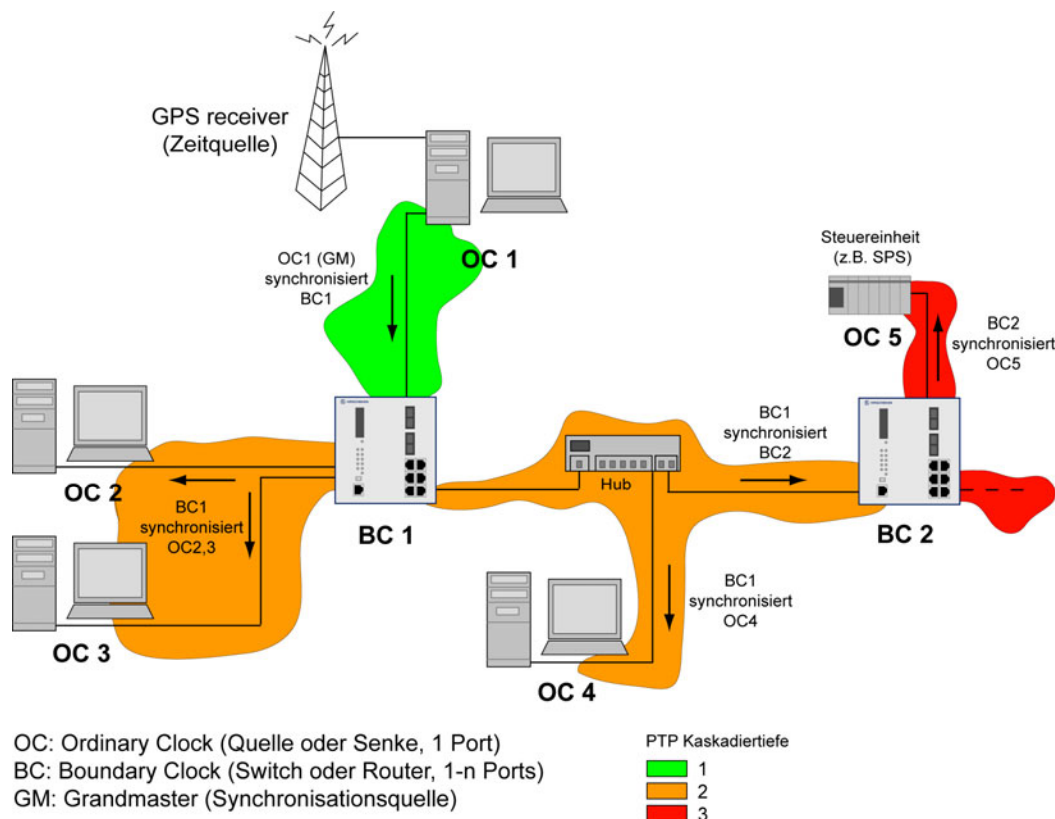 GPS receiver
(Zeitquelle)
OC 1
OC1 (GM)
synchronisiert
BC1
Steuereinheit
(z.B. SPS)
OC 5
BC2
synchronisiert
OC5
OC 2
BC1
synchronisiert
OC2,3
BC 1
Hub
BC1
synchronisiert
BC2
BC 2
OC 3
BC1
synchronisiert
OC4
OC 4
OC: Ordinary Clock (Quelle oder Senke, 1 Port)
BC: Boundary Clock (Switch oder Router, 1-n Ports)
GM: Grandmaster (Synchronisationsquelle)
PTP Kaskadiertiefe
1
2
3